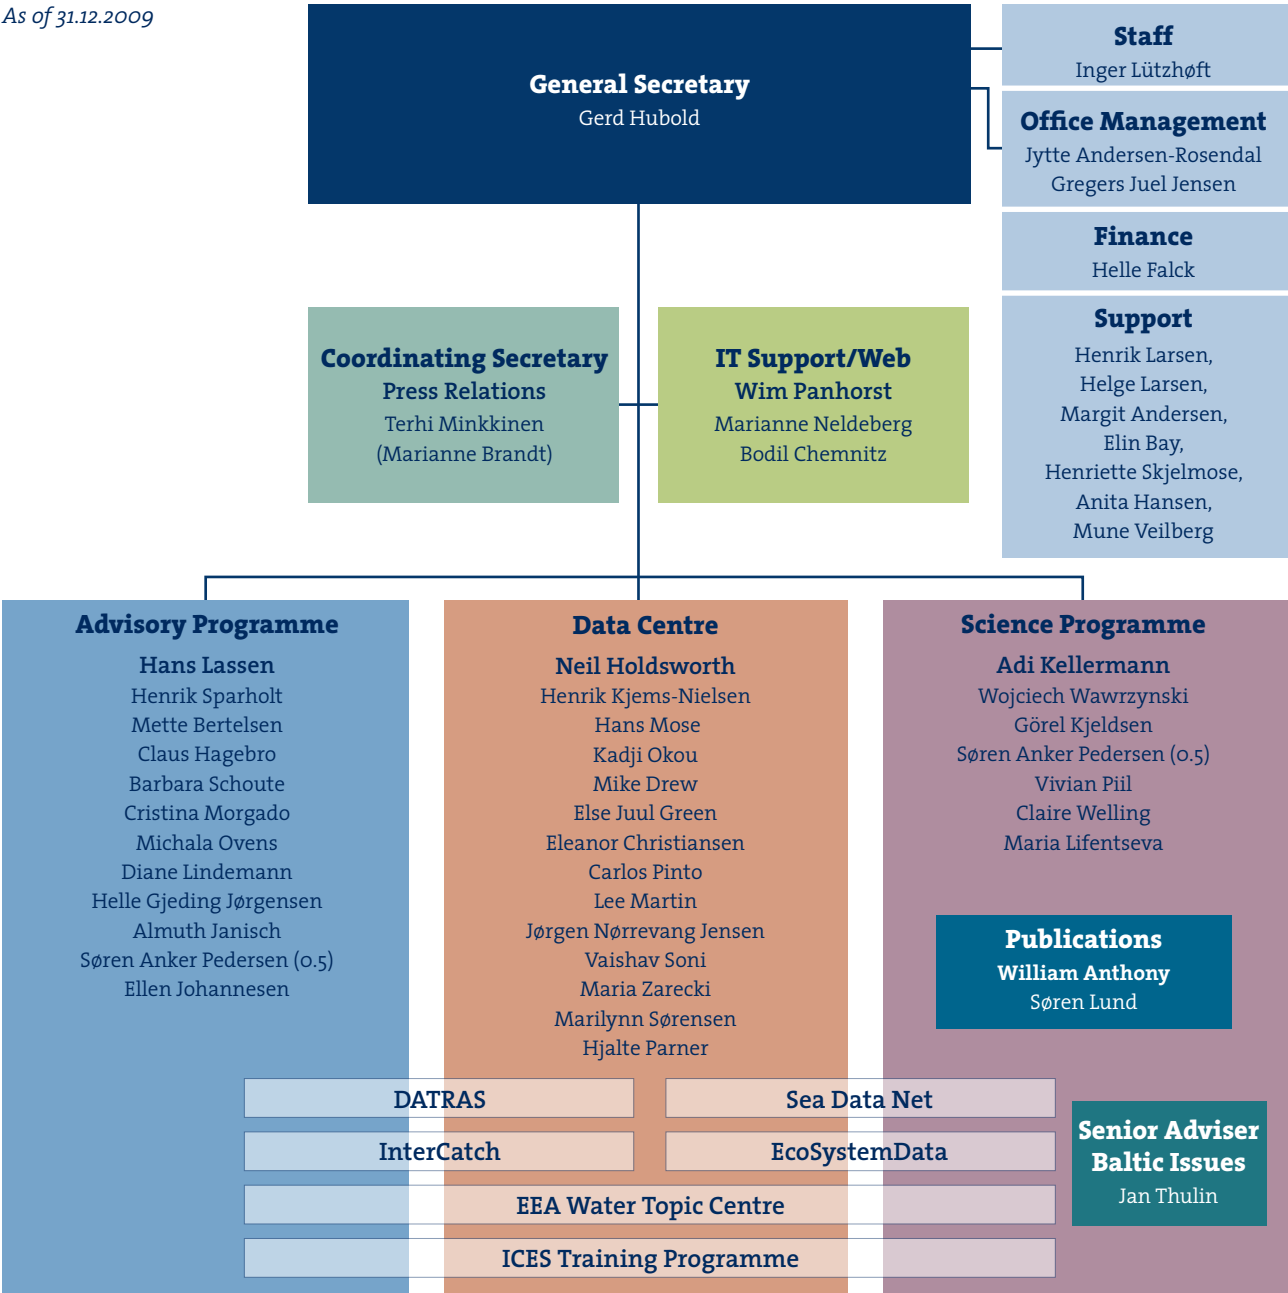 As of 31.12.2009
General Secretary
Gerd Hubold
Staff
Inger Lützhøft
Office Management
Jytte Andersen-Rosendal
Gregers Juel Jensen
Finance
Helle Falck
Support
Henrik Larsen,
Helge Larsen,
Margit Andersen,
Elin Bay,
Henriette Skjelmose,
Anita Hansen,
Mune Veilberg
Coordinating Secretary
Press Relations
Terhi Minkkinen
(Marianne Brandt)
IT Support/Web
Wim Panhorst
Marianne Neldeberg
Bodil Chemnitz
Advisory Programme
Hans Lassen
Henrik Sparholt
Mette Bertelsen
Claus Hagebro
Barbara Schoute
Cristina Morgado
Michala Ovens
Diane Lindemann
Helle Gjeding Jørgensen
Almuth Janisch
Søren Anker Pedersen (0.5)
Ellen Johannesen
Data Centre
Neil Holdsworth
Henrik Kjems-Nielsen
Hans Mose
Kadji Okou
Mike Drew
Else Juul Green
Eleanor Christiansen
Carlos Pinto
Lee Martin
Jørgen Nørrevang Jensen
Vaishav Soni
Maria Zarecki
Marilynn Sørensen
Hjalte Parner
Science Programme
Adi Kellermann
Wojciech Wawrzynski
Görel Kjeldsen
Søren Anker Pedersen (0.5)
Vivian Piil
Claire Welling
Maria Lifentseva
Publications
William Anthony
Søren Lund
DATRAS
Sea Data Net
InterCatch
EcoSystemData
EEA Water Topic Centre
ICES Training Programme
Senior Adviser
Baltic Issues
Jan Thulin